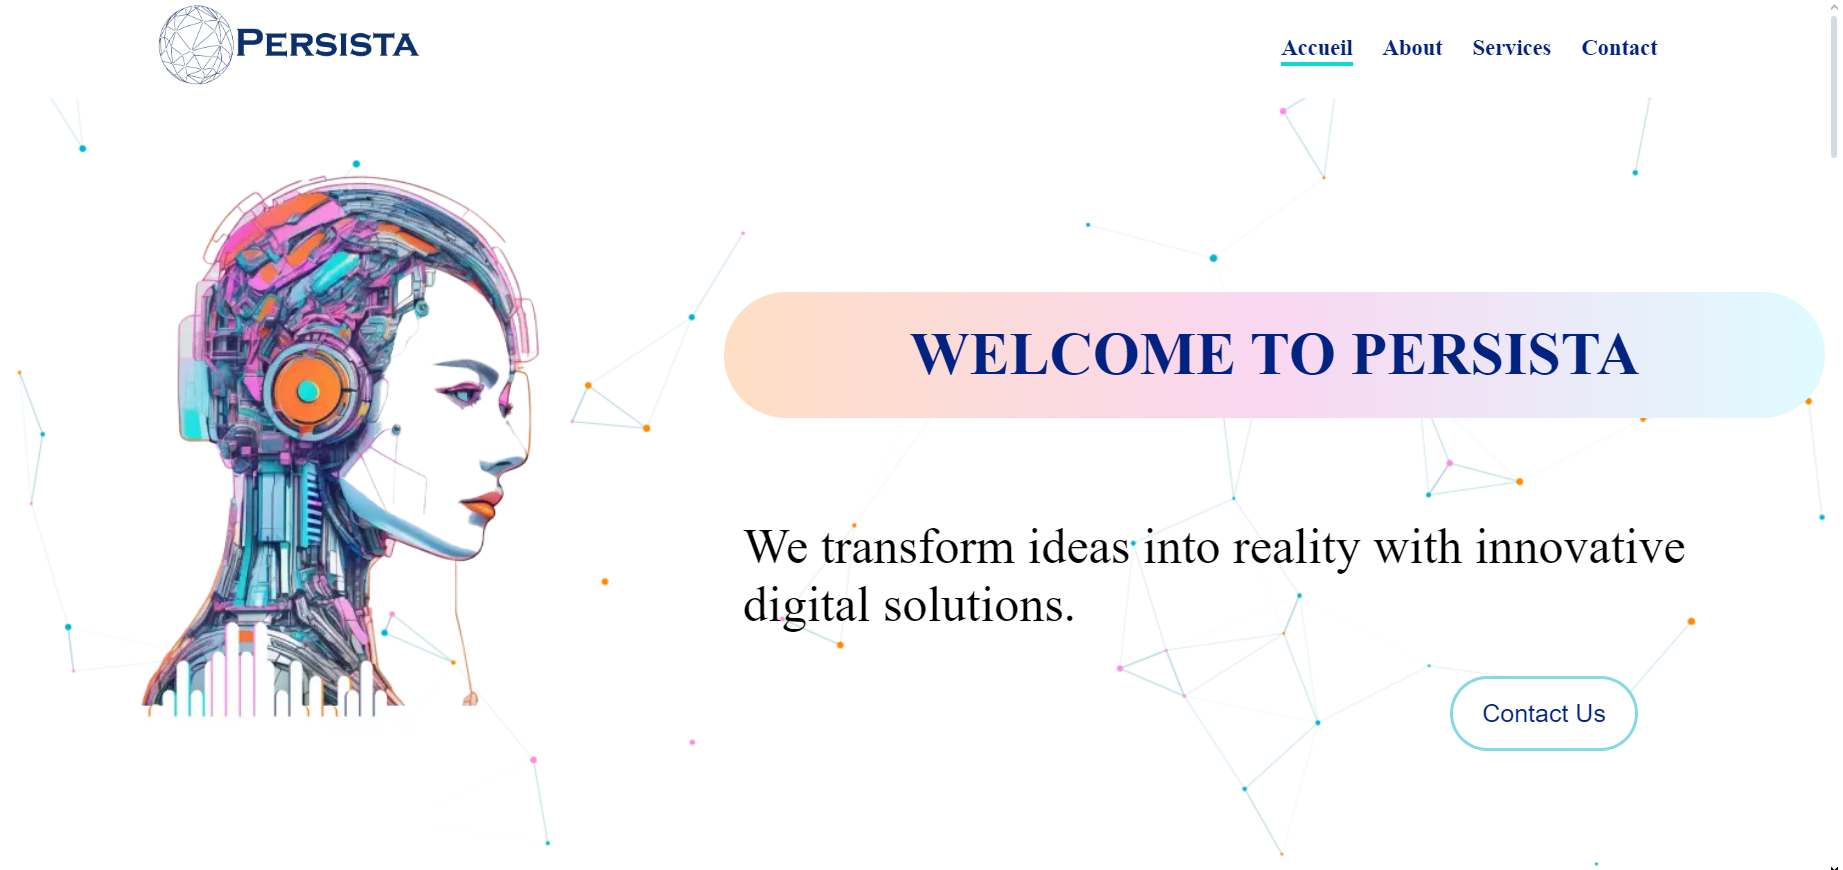 PERSISTA
Accueil About Services Contact
WELCOME TO PERSISTA
We transform ideas into reality with innovative
digital solutions.
Contact Us